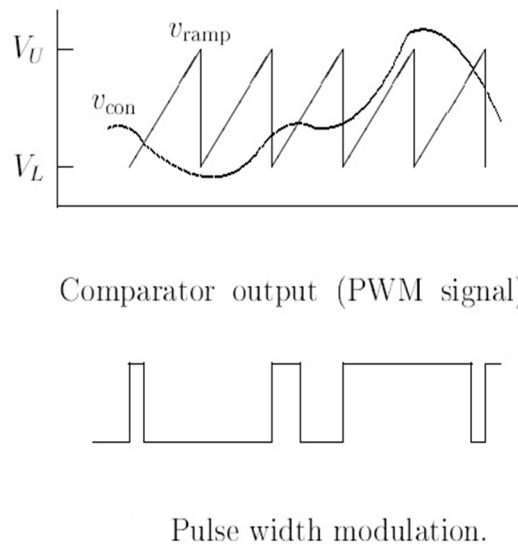 v_ramp
V_U
v_con
V_L
Comparator output (PWM signal)
Pulse width modulation.